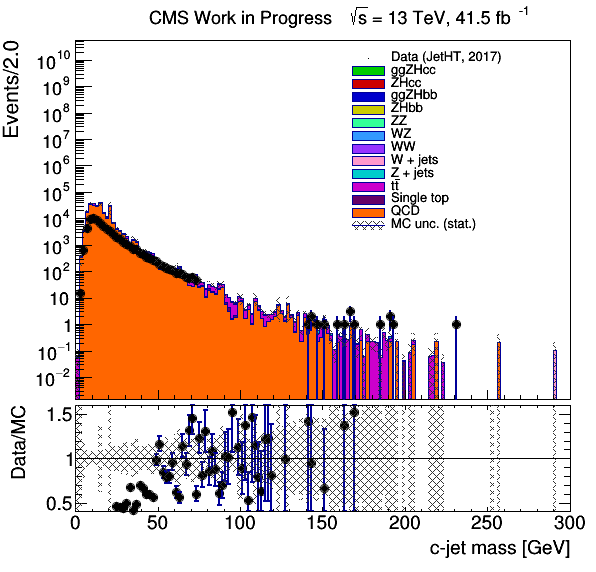 CMS Work in Progress √s = 13 TeV, 41.5 fb⁻¹
Events/2.0
10¹⁰
10⁹
10⁸
10⁷
10⁶
10⁵
10⁴
10³
10²
10
1
10⁻¹
10⁻²
Data (JetHT, 2017)
ggZHcc
ZHcc
ggZHbb
ZHbb
ZZ
WZ
WW
W + jets
Z + jets
tt̄
Single top
QCD
MC unc. (stat.)
Data/MC
1.5
1
0.5
0 50 100 150 200 250 300
c-jet mass [GeV]